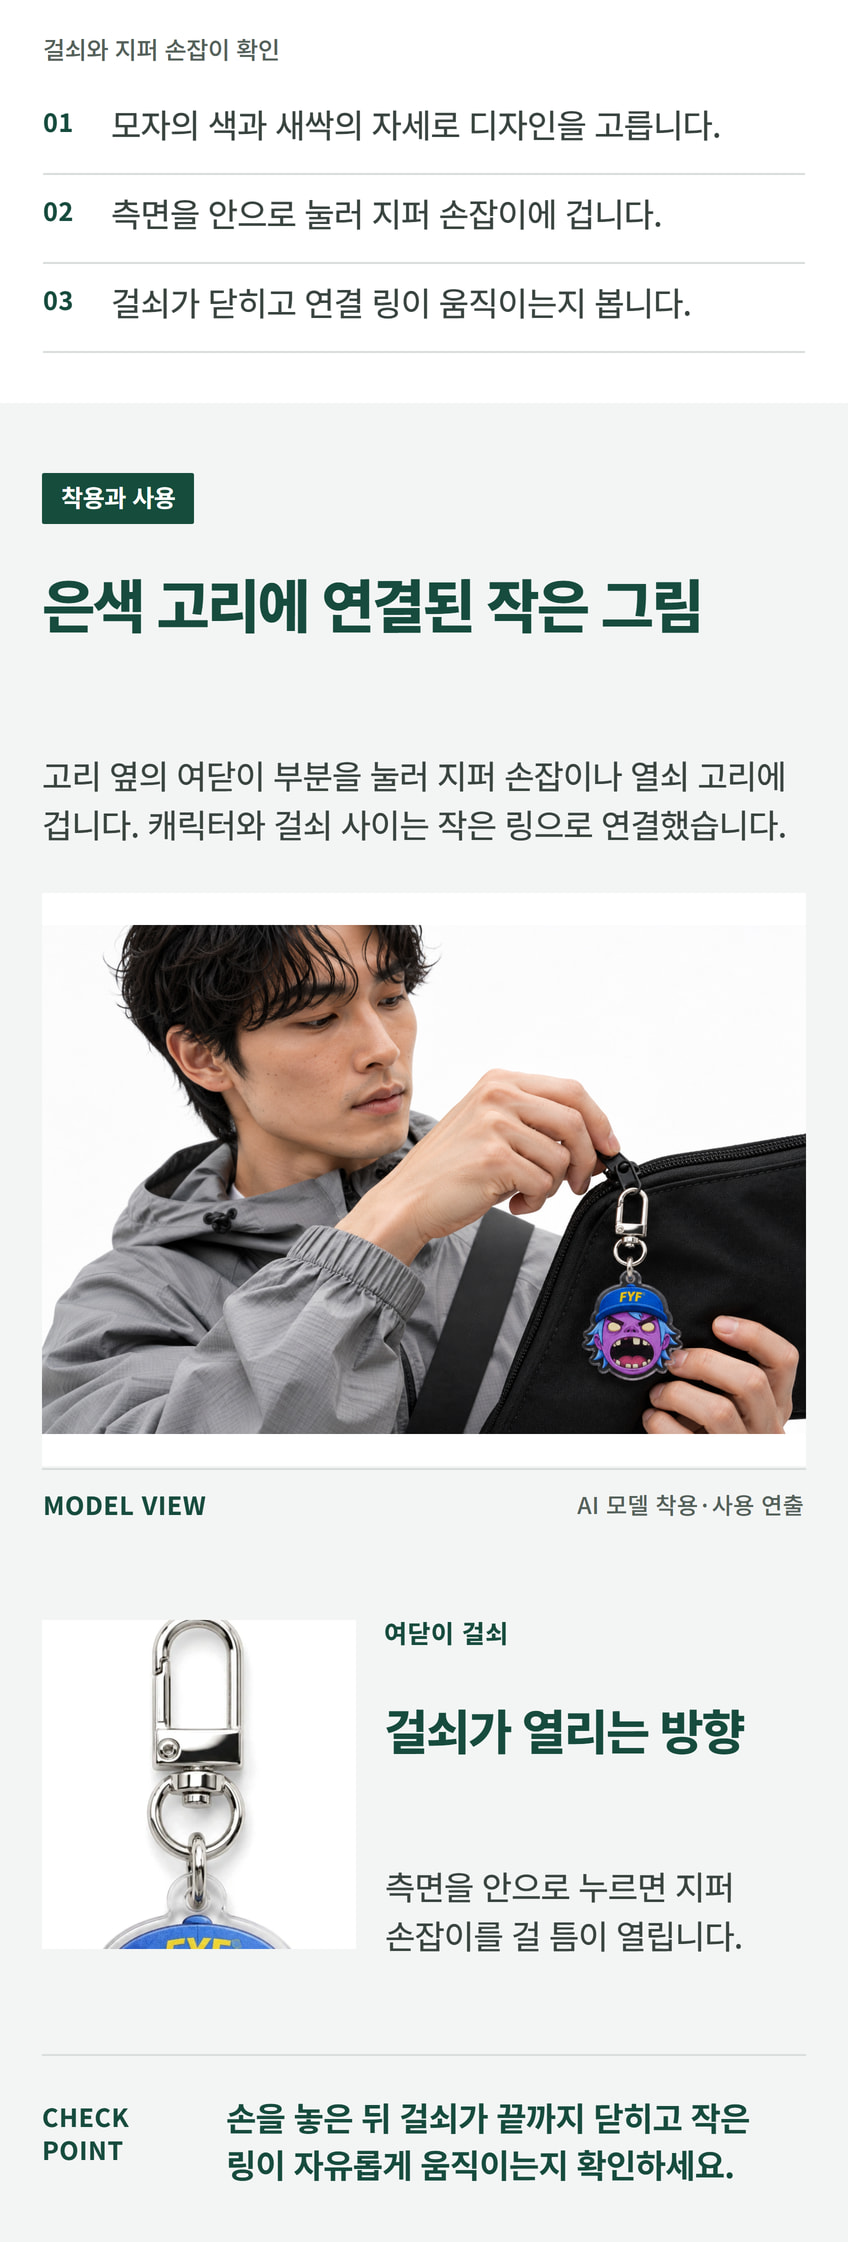 걸쇠와 지퍼 손잡이 확인
01 모자의 색과 새싹의 자세로 디자인을 고릅니다.
02 측면을 안으로 눌러 지퍼 손잡이에 겁니다.
03 걸쇠가 닫히고 연결 링이 움직이는지 봅니다.
착용과 사용
은색 고리에 연결된 작은 그림
고리 옆의 여닫이 부분을 눌러 지퍼 손잡이나 열쇠 고리에
겁니다. 캐릭터와 걸쇠 사이는 작은 링으로 연결했습니다.
FYF
MODEL VIEW
AI 모델 착용·사용 연출
여닫이 걸쇠
걸쇠가 열리는 방향
측면을 안으로 누르면 지퍼
손잡이를 걸 틈이 열립니다.
FYF
CHECK
POINT
손을 놓은 뒤 걸쇠가 끝까지 닫히고 작은
링이 자유롭게 움직이는지 확인하세요.